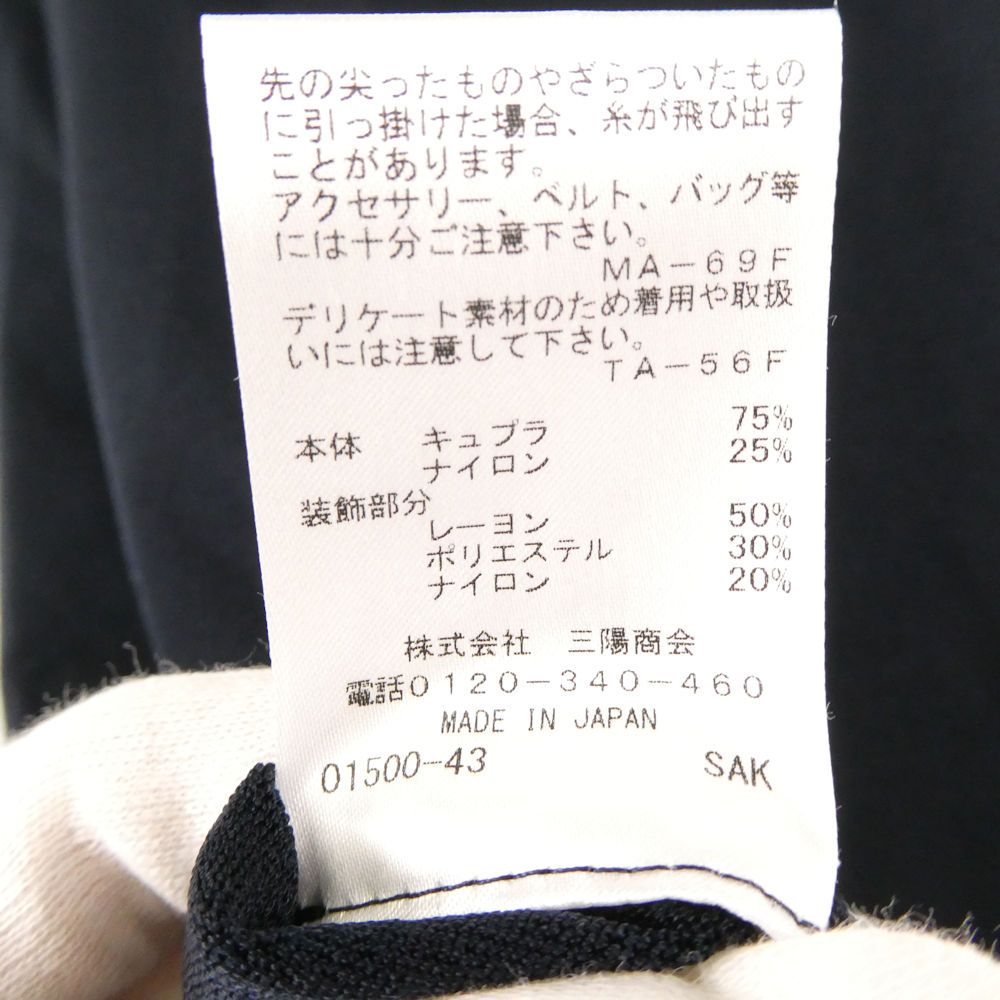 先の尖ったものやざらついたもの
に引っ掛けた場合、糸が飛び出す
ことがあります。
アクセサリー、ベルト、バッグ等
には十分ご注意下さい。
MA-69F
デリケート素材のため着用や取扱
いには注意して下さい。
TA-56F
本体 キュプラ 75%
ナイロン 25%
装飾部分
レーヨン 50%
ポリエステル 30%
ナイロン 20%
株式会社 三陽商会
電話0120-340-460
MADE IN JAPAN
01500-43 SAK